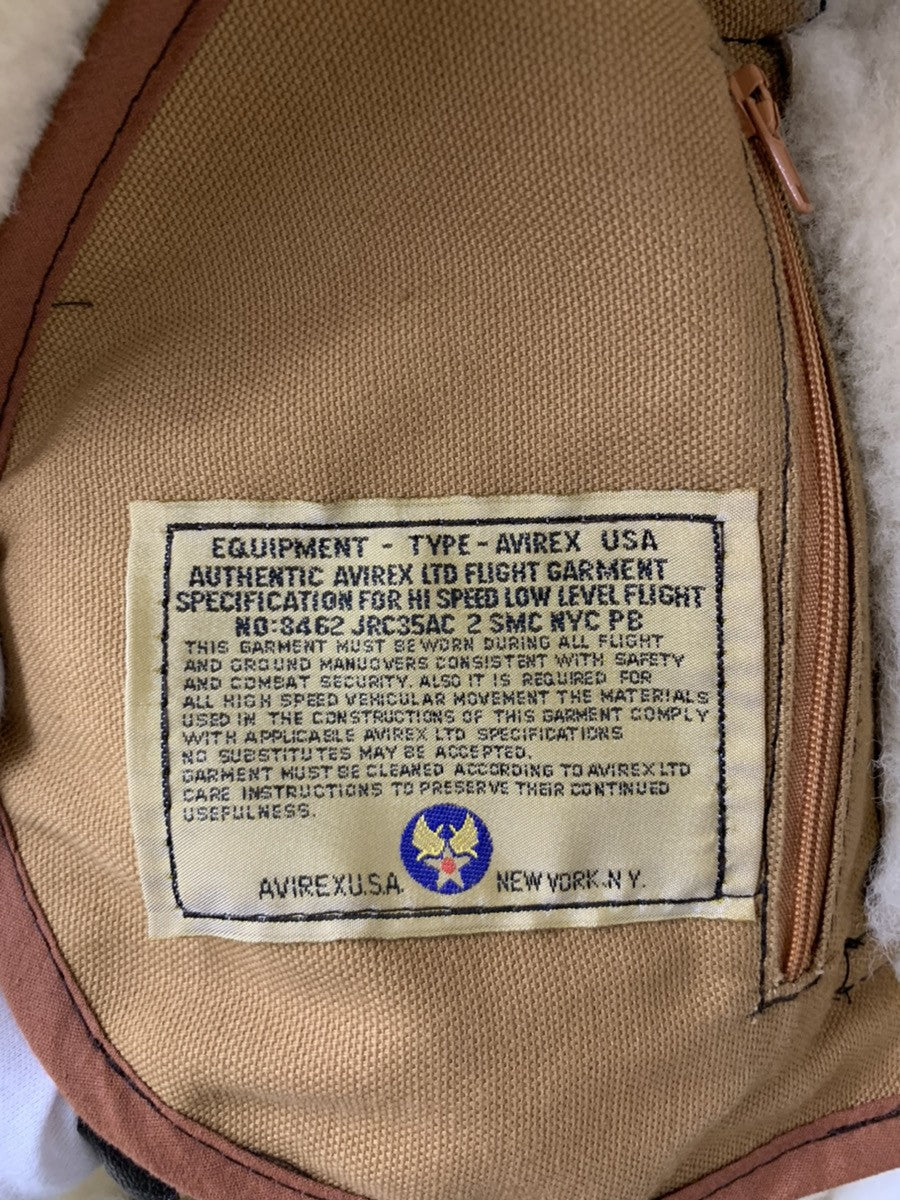 EQUIPMENT - TYPE - AVIREX USA
AUTHENTIC AVIREX LTD FLIGHT GARMENT
SPECIFICATION FOR HI SPEED LOW LEVEL FLIGHT
NO:8462 JRC35AC 2 SMC NYC PB
THIS GARMENT MUST BE WORN DURING ALL FLIGHT
AND GROUND MANUOVERS CONSISTENT WITH SAFETY
AND COMBAT SECURITY. ALSO IT IS REQUIRED FOR
ALL HIGH SPEED VEHICULAR MOVEMENT THE MATERIALS
USED IN THE CONSTRUCTIONS OF THIS GARMENT COMPLY
WITH APPLICABLE AVIREX LTD SPECIFICATIONS
NO SUBSTITUTES MAY BE ACCEPTED.
GARMENT MUST BE CLEANED ACCORDING TO AVIREX LTD
CARE INSTRUCTIONS TO PRESERVE THEIR CONTINUED
USEFULNESS.
AVIREX U.S.A. NEW YORK. N Y.